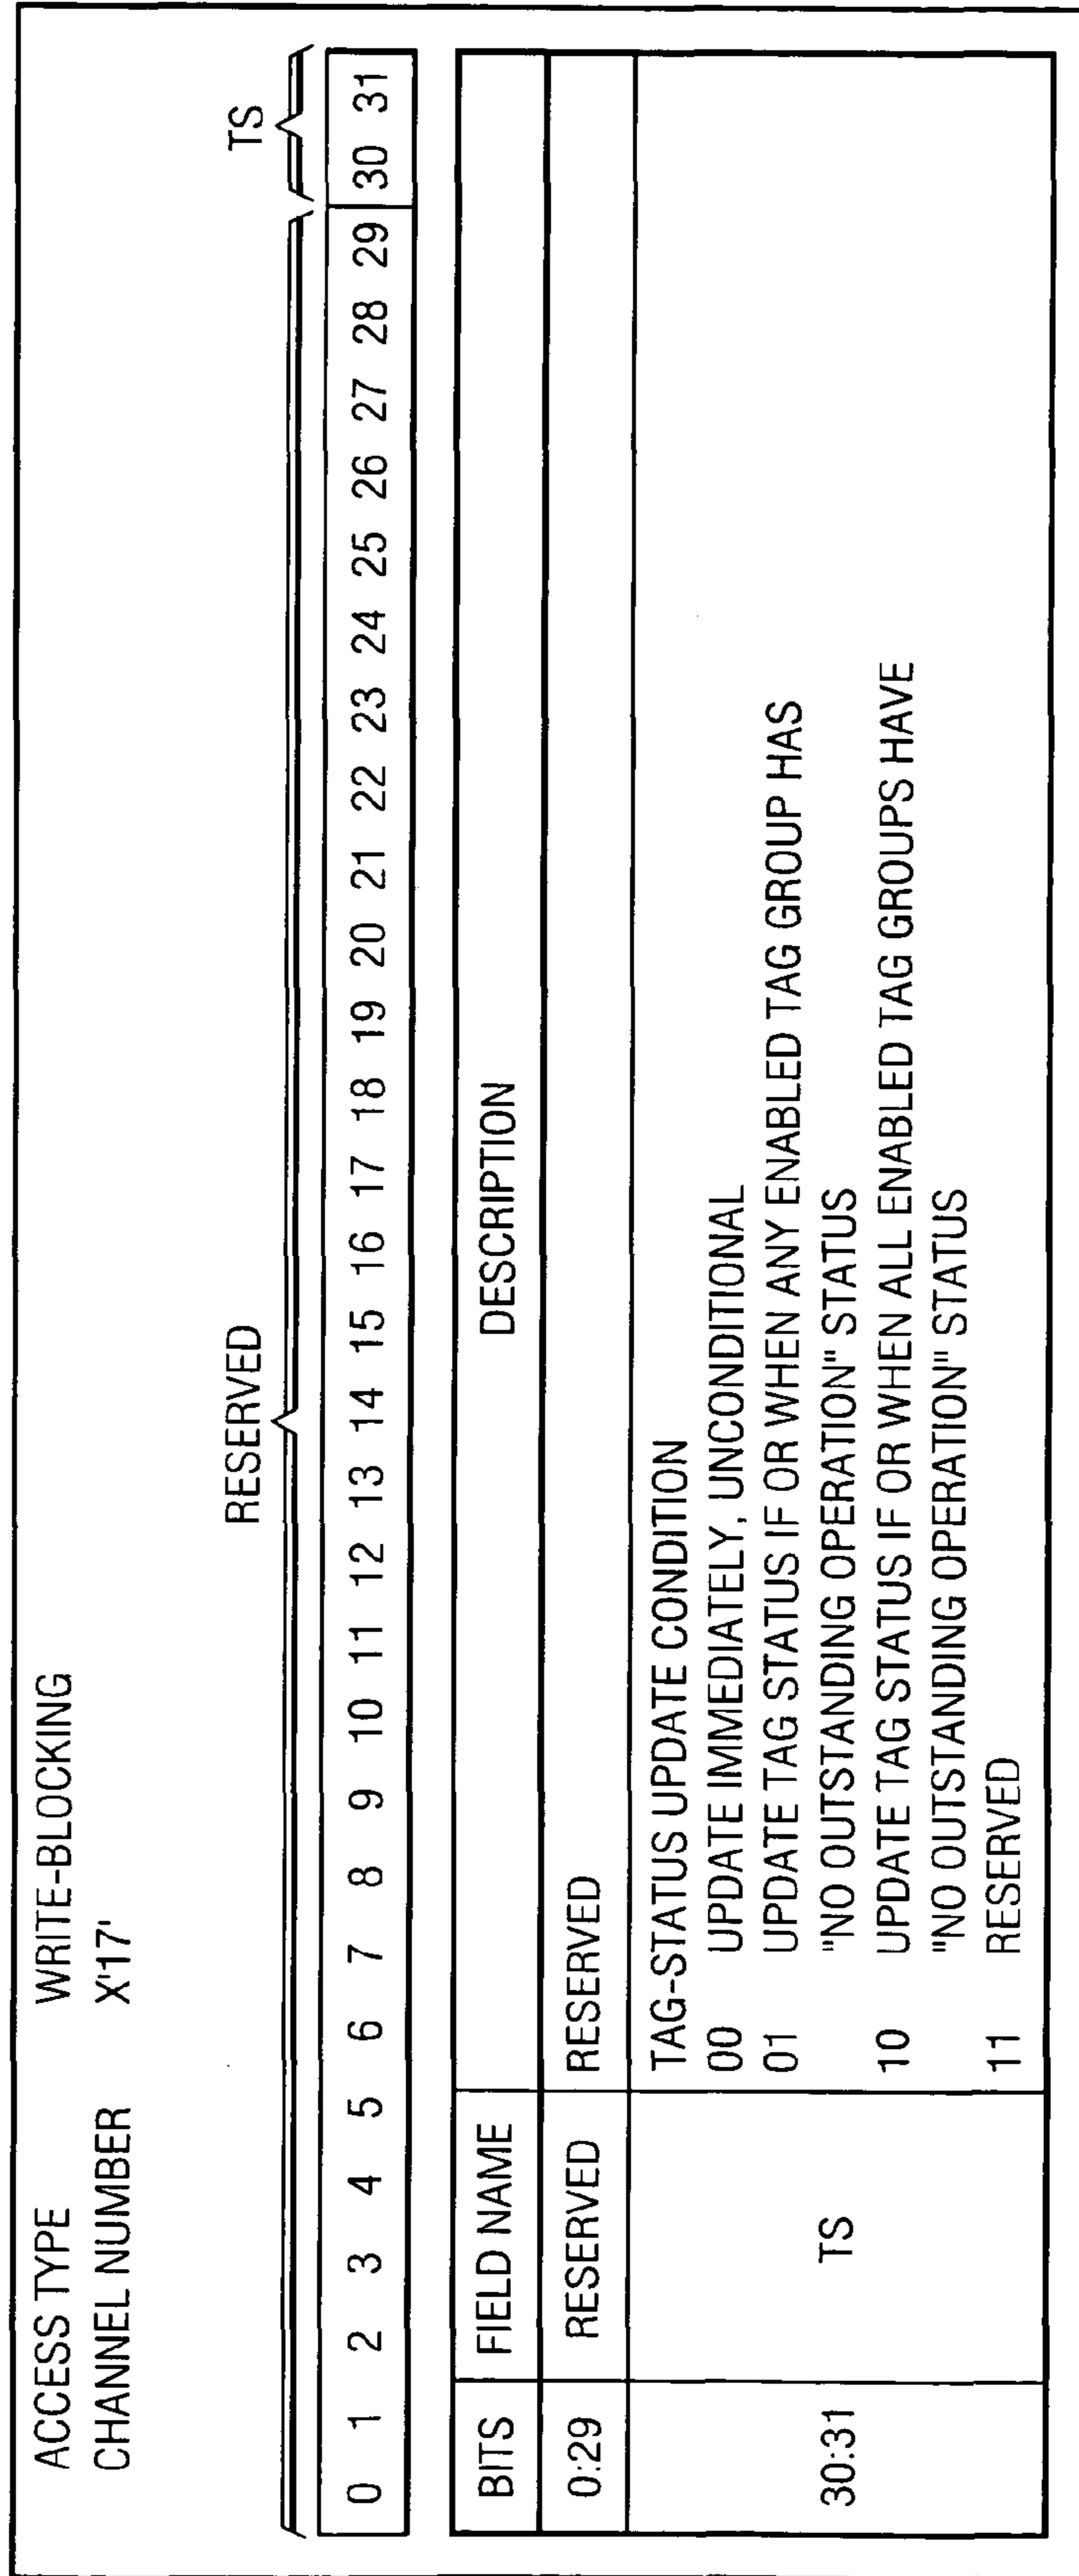 ACCESS TYPE WRITE-BLOCKING
CHANNEL NUMBER X'17'
RESERVED TS
0 1 2 3 4 5 6 7 8 9 10 11 12 13 14 15 16 17 18 19 20 21 22 23 24 25 26 27 28 29 30 31
BITS FIELD NAME DESCRIPTION
0:29 RESERVED RESERVED
30:31 TS TAG-STATUS UPDATE CONDITION
00 UPDATE IMMEDIATELY, UNCONDITIONAL
01 UPDATE TAG STATUS IF OR WHEN ANY ENABLED TAG GROUP HAS
"NO OUTSTANDING OPERATION" STATUS
10 UPDATE TAG STATUS IF OR WHEN ALL ENABLED TAG GROUPS HAVE
"NO OUTSTANDING OPERATION" STATUS
11 RESERVED